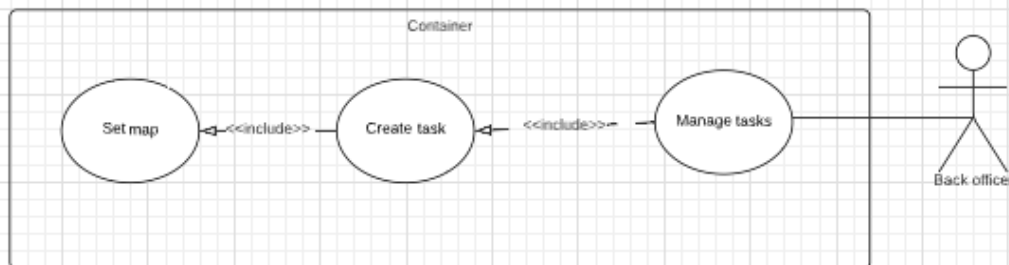 Container
Set map
<<include>>
Create task
<<include>>
Manage tasks
Back office